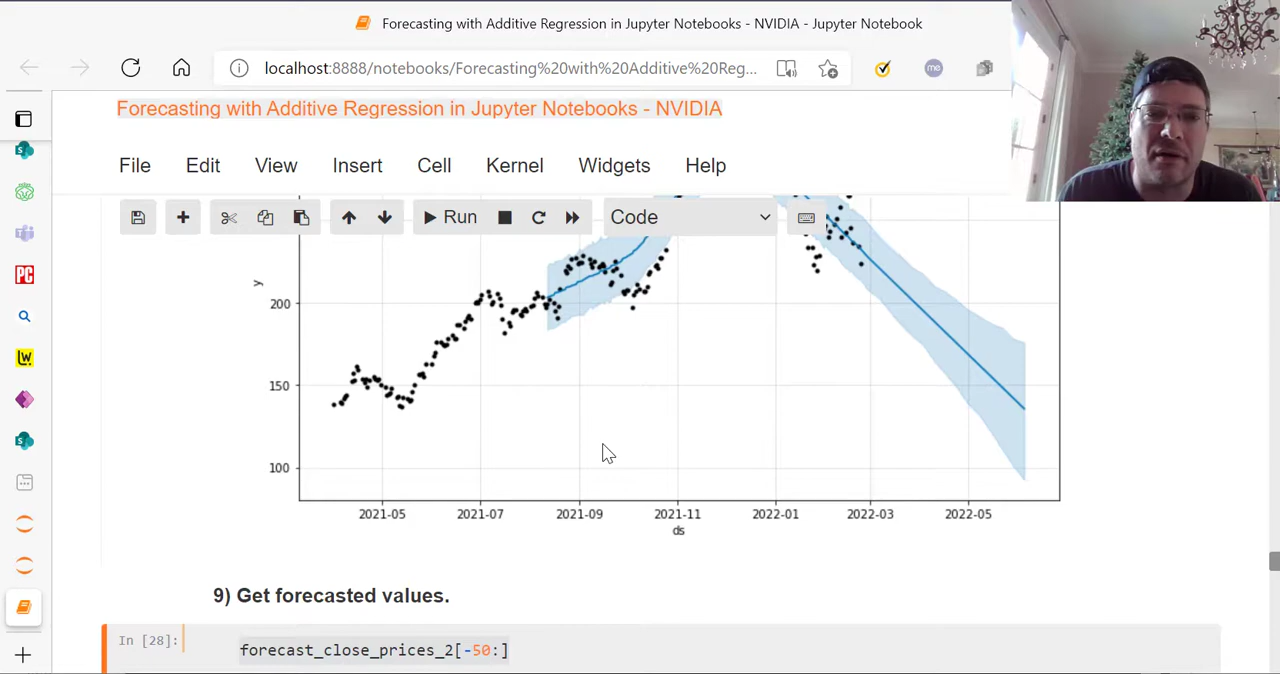 Forecasting with Additive Regression in Jupyter Notebooks - NVIDIA - Jupyter Notebook
localhost:8888/notebooks/Forecasting%20with%20Additive%20Reg...
me
Forecasting with Additive Regression in Jupyter Notebooks - NVIDIA
File Edit View Insert Cell Kernel Widgets Help
Run Code
y
200
150
100
2021-05 2021-07 2021-09 2021-11 2022-01 2022-03 2022-05
ds
9) Get forecasted values.
In [28]: forecast_close_prices_2[-50:]
PC
LW
S
S